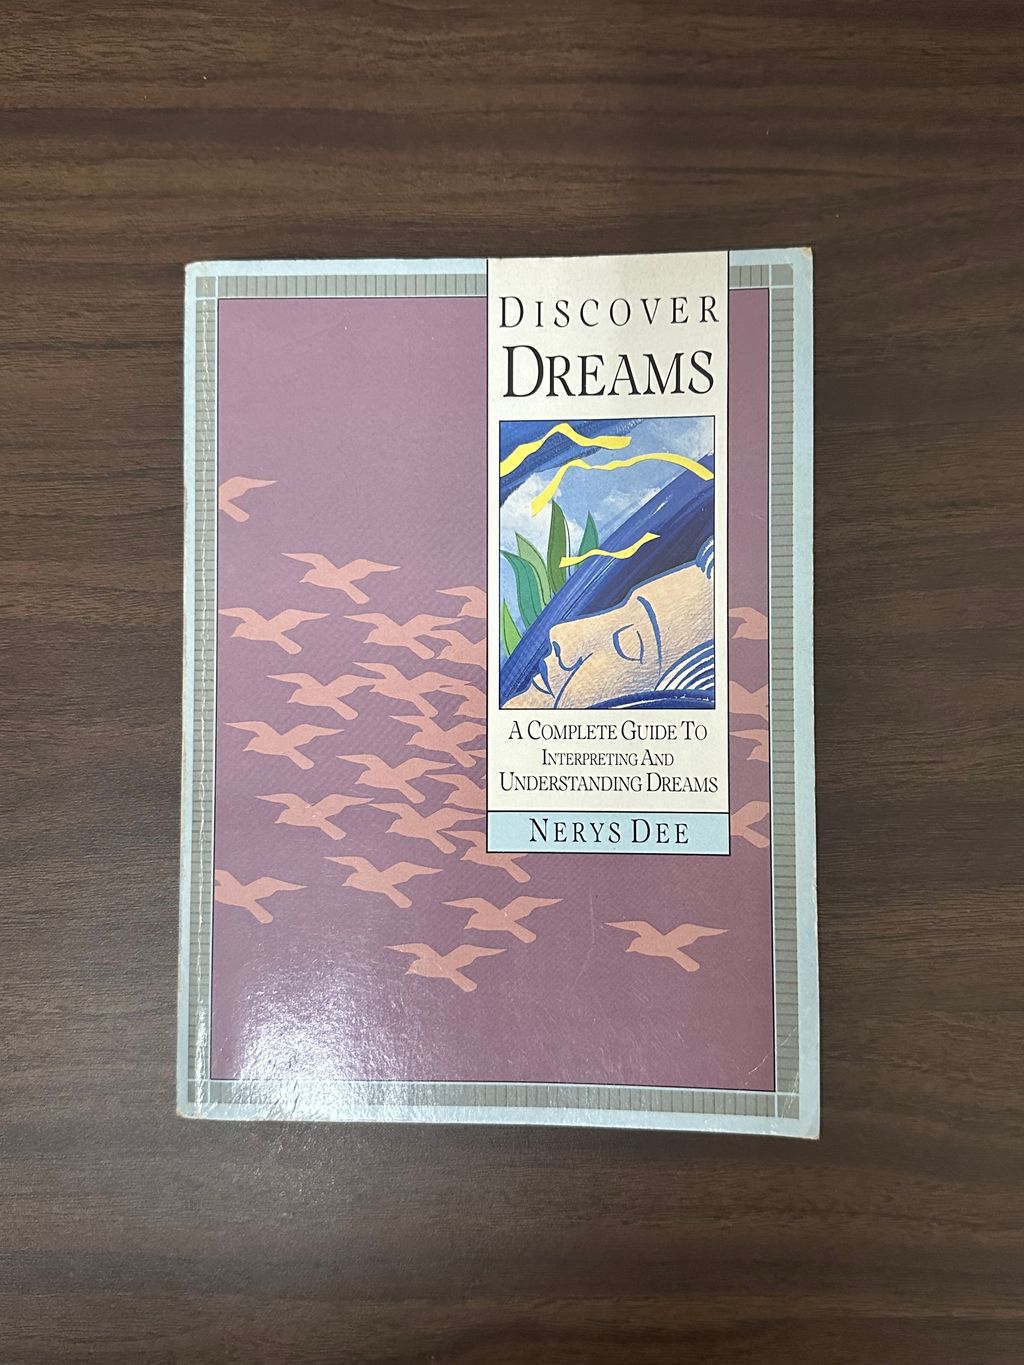 DISCOVER
DREAMS
A COMPLETE GUIDE TO
INTERPRETING AND
UNDERSTANDING DREAMS
NERYS DEE